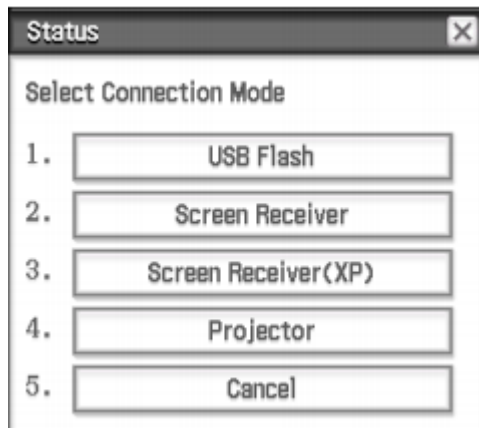 Status
Select Connection Mode
1. USB Flash
2. Screen Receiver
3. Screen Receiver(XP)
4. Projector
5. Cancel